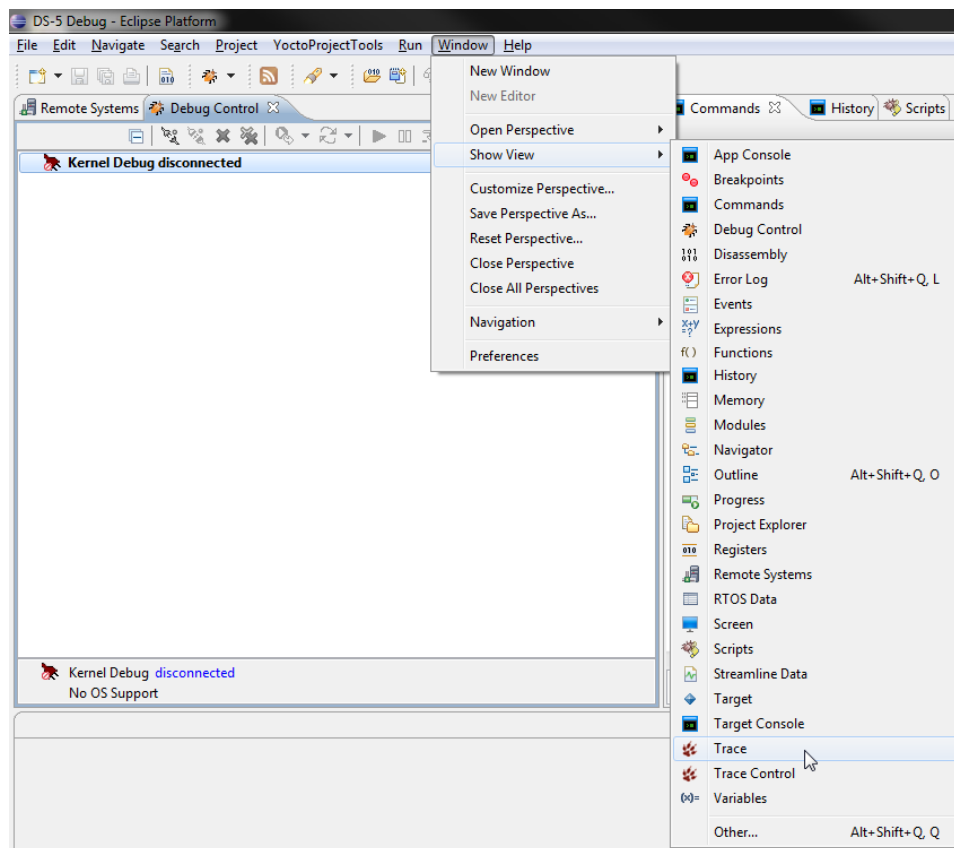 DS-5 Debug - Eclipse Platform
File Edit Navigate Search Project YoctoProjectTools Run Window Help
Remote Systems Debug Control
Commands History Scripts
Kernel Debug disconnected
New Window
New Editor
Open Perspective
Show View
Customize Perspective...
Save Perspective As...
Reset Perspective...
Close Perspective
Close All Perspectives
Navigation
Preferences
App Console
Breakpoints
Commands
Debug Control
Disassembly
Error Log Alt+Shift+Q, L
Events
Expressions
Functions
History
Memory
Modules
Navigator
Outline Alt+Shift+Q, O
Progress
Project Explorer
Registers
Remote Systems
RTOS Data
Screen
Scripts
Streamline Data
Target
Target Console
Trace
Trace Control
Variables
Other... Alt+Shift+Q, Q
Kernel Debug disconnected
No OS Support